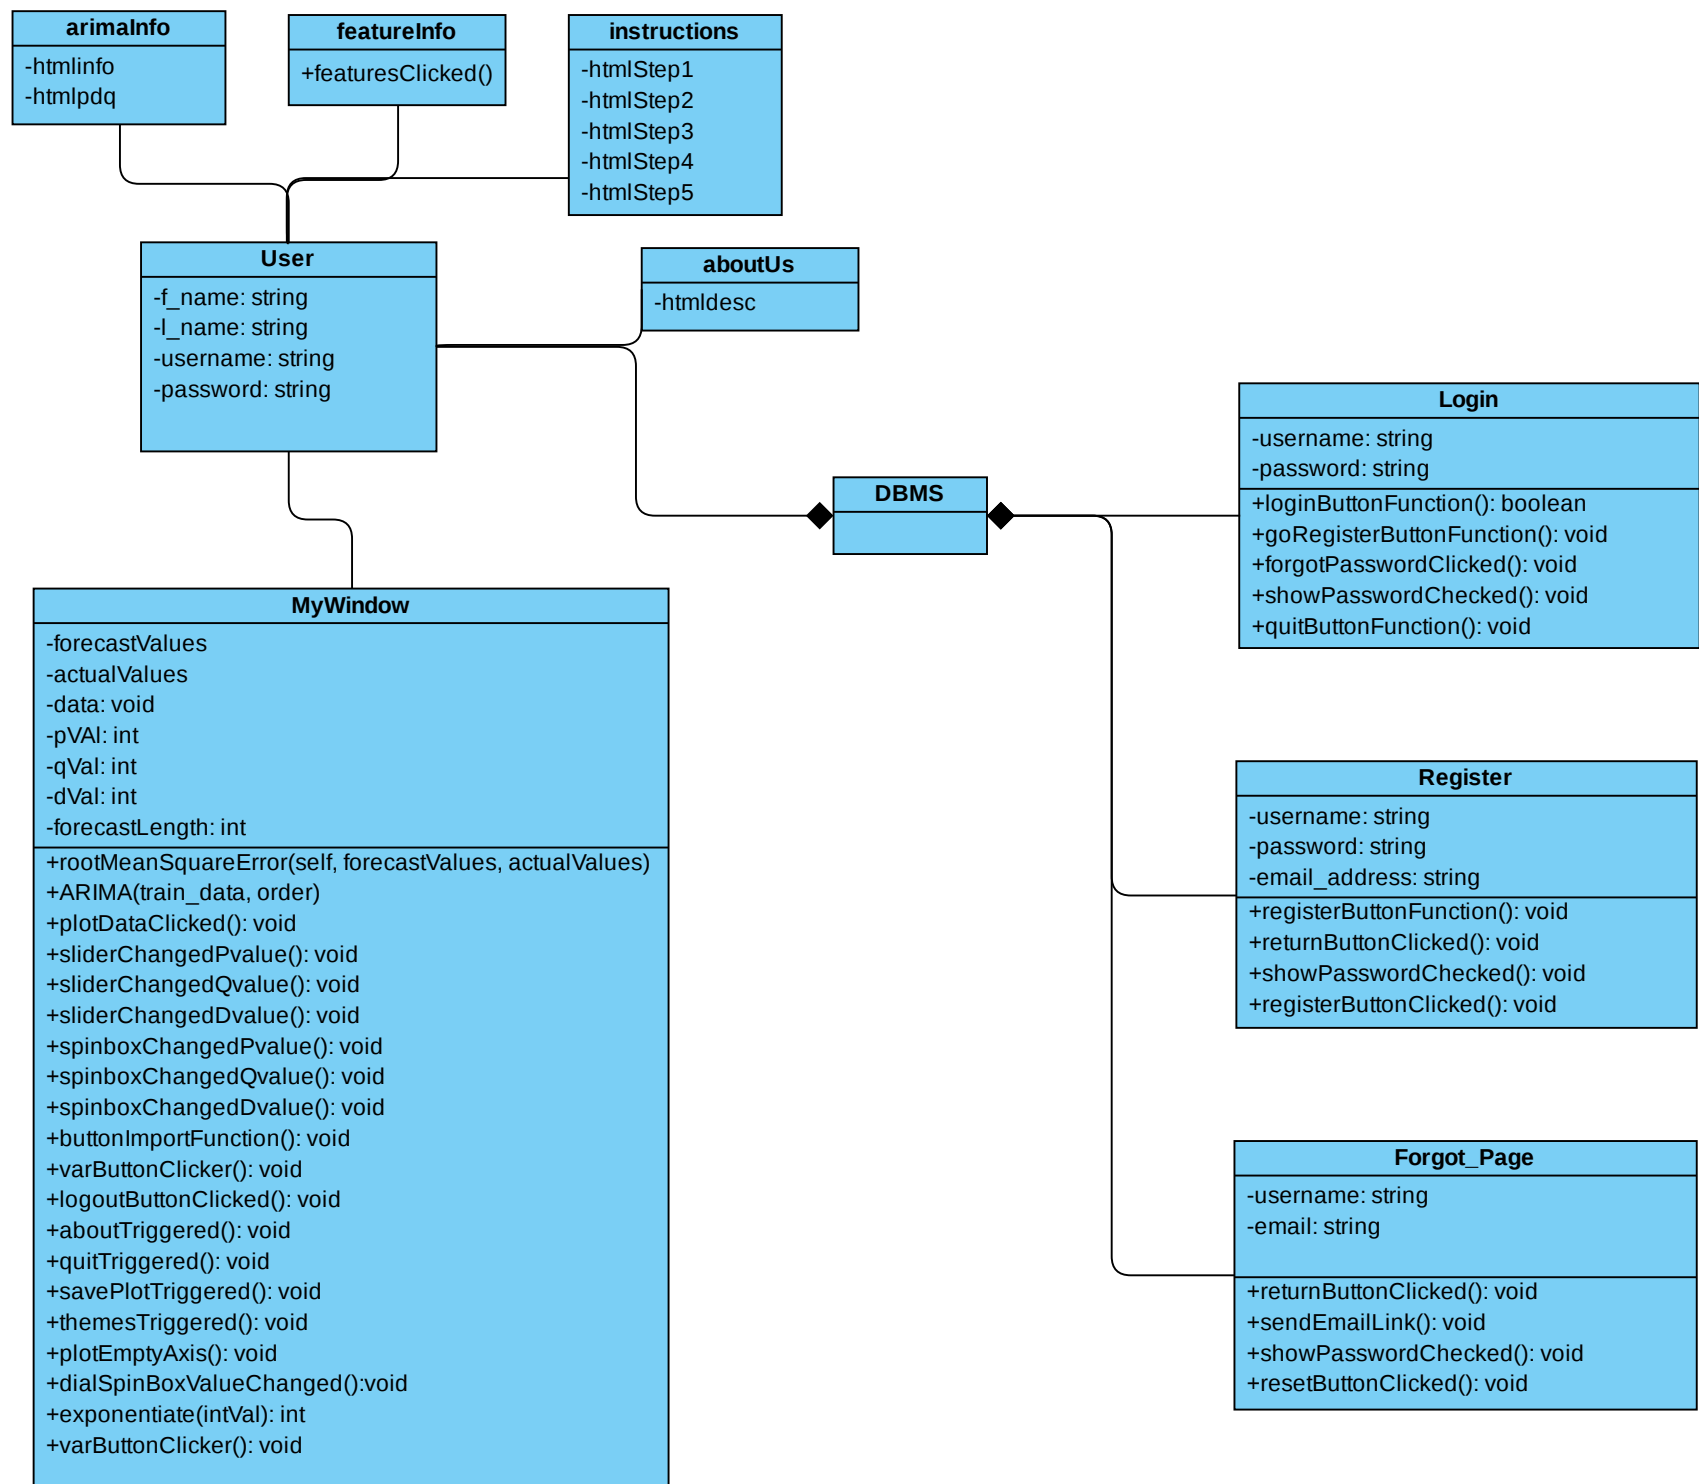 arimaInfo
-htmlinfo
-htmlpdq
featureInfo
+featuresClicked()
instructions
-htmlStep1
-htmlStep2
-htmlStep3
-htmlStep4
-htmlStep5
User
-f_name: string
-l_name: string
-username: string
-password: string
aboutUs
-htmldesc
DBMS
Login
-username: string
-password: string
+loginButtonFunction(): boolean
+goRegisterButtonFunction(): void
+forgotPasswordClicked(): void
+showPasswordChecked(): void
+quitButtonFunction(): void
MyWindow
-forecastValues
-actualValues
-data: void
-pVAl: int
-qVal: int
-dVal: int
-forecastLength: int
+rootMeanSquareError(self, forecastValues, actualValues)
+ARIMA(train_data, order)
+plotDataClicked(): void
+sliderChangedPvalue(): void
+sliderChangedQvalue(): void
+sliderChangedDvalue(): void
+spinboxChangedPvalue(): void
+spinboxChangedQvalue(): void
+spinboxChangedDvalue(): void
+buttonImportFunction(): void
+varButtonClicker(): void
+logoutButtonClicked(): void
+aboutTriggered(): void
+quitTriggered(): void
+savePlotTriggered(): void
+themesTriggered(): void
+plotEmptyAxis(): void
+dialSpinBoxValueChanged():void
+exponentiate(intVal): int
+varButtonClicker(): void
Register
-username: string
-password: string
-email_address: string
+registerButtonFunction(): void
+returnButtonClicked(): void
+showPasswordChecked(): void
+registerButtonClicked(): void
Forgot_Page
-username: string
-email: string
+returnButtonClicked(): void
+sendEmailLink(): void
+showPasswordChecked(): void
+resetButtonClicked(): void